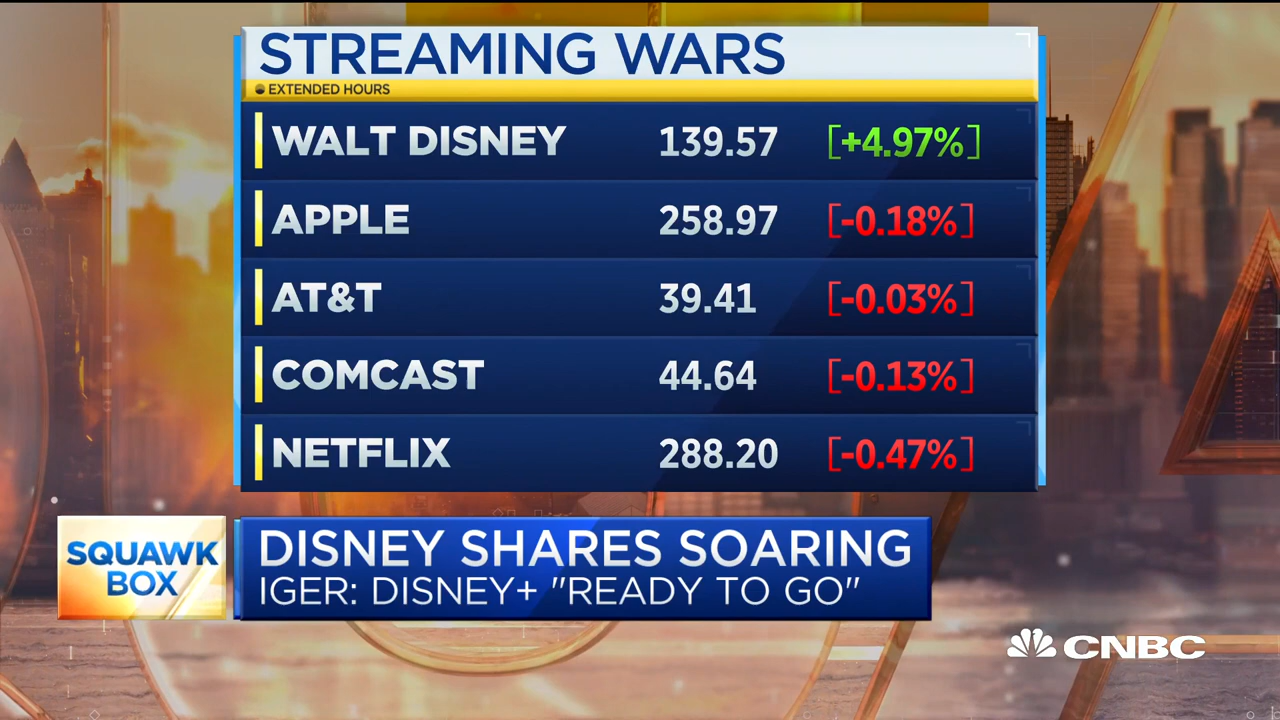 STREAMING WARS
EXTENDED HOURS
WALT DISNEY 139.57 [+4.97%]
APPLE 258.97 [-0.18%]
AT&T 39.41 [-0.03%]
COMCAST 44.64 [-0.13%]
NETFLIX 288.20 [-0.47%]
SQUAWK
BOX
DISNEY SHARES SOARING
IGER: DISNEY+ "READY TO GO"
CNBC